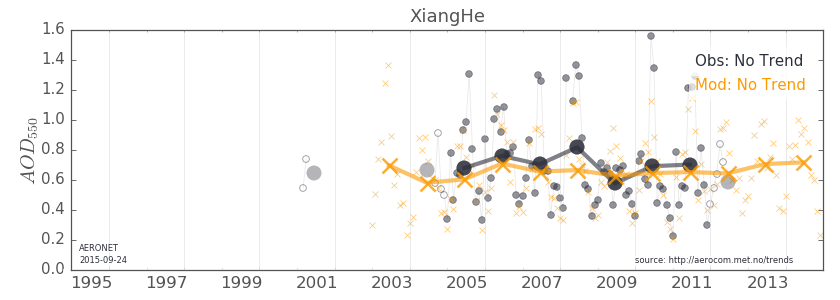 XiangHe
1.6
1.4
1.2
1.0
0.8
0.6
0.4
0.2
0.0
AOD550
Obs: No Trend
Mod: No Trend
AERONET
2015-09-24
source: http://aerocom.met.no/trends
1995 1997 1999 2001 2003 2005 2007 2009 2011 2013